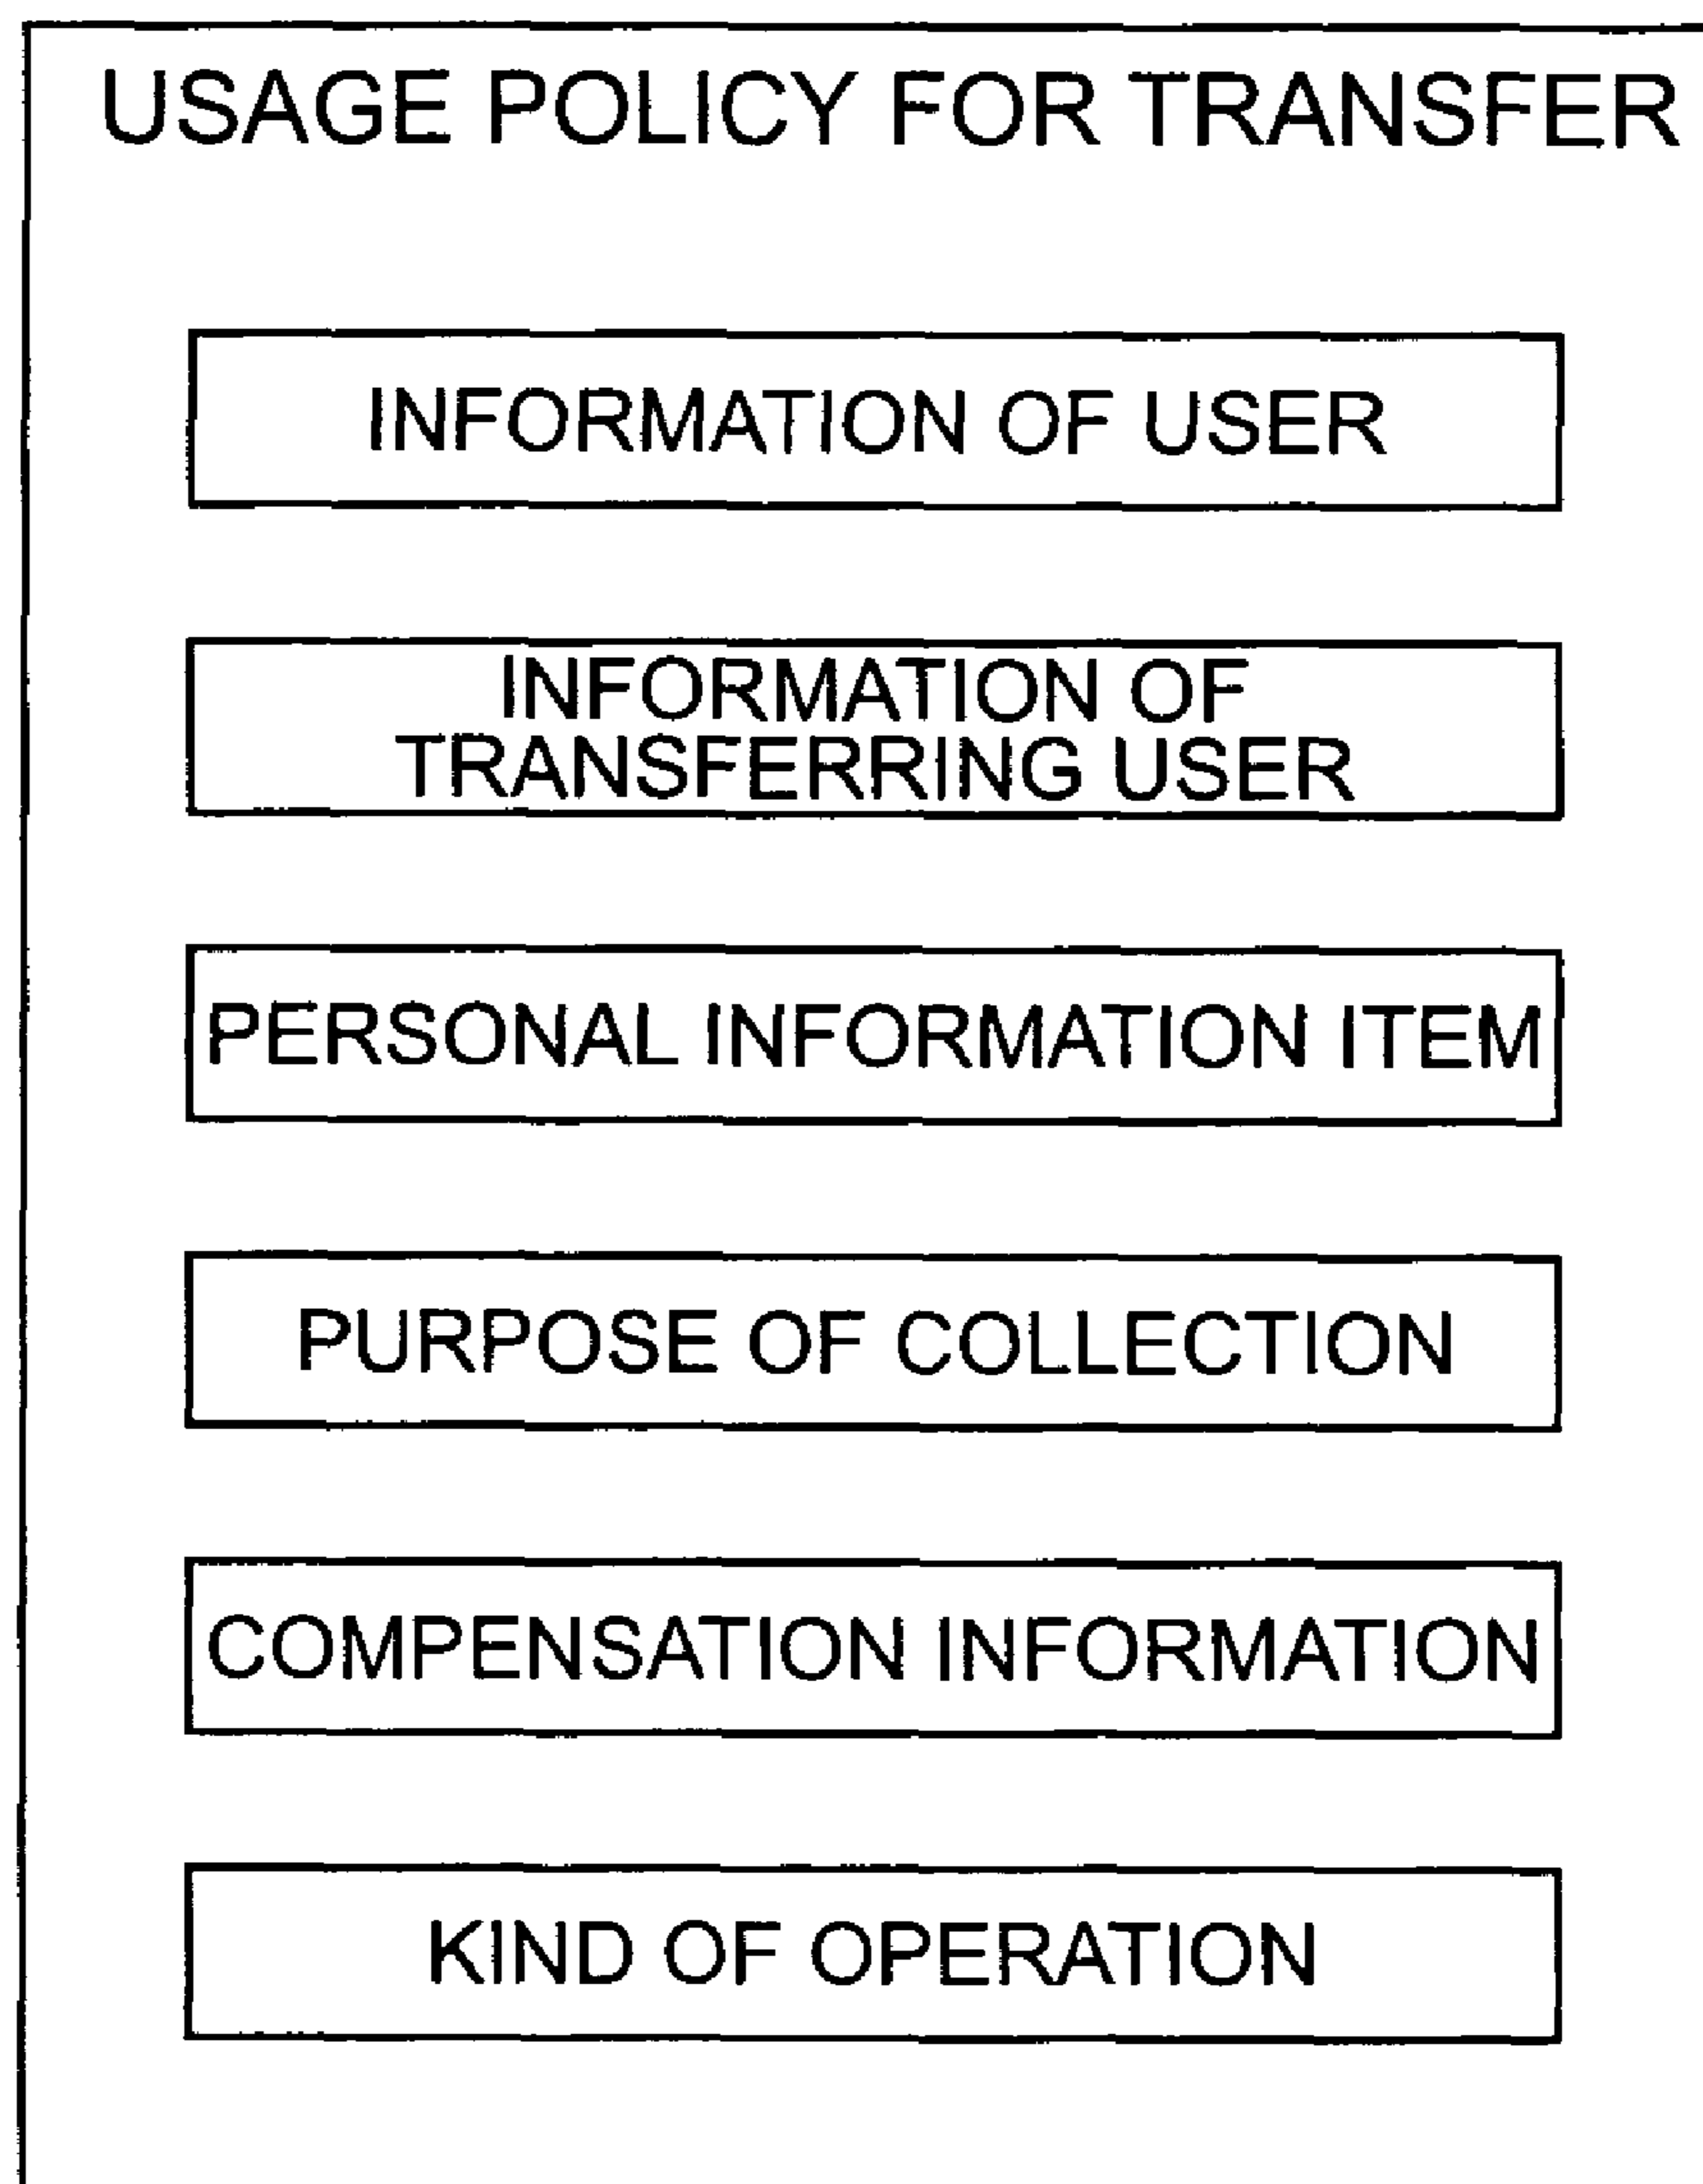 USAGE POLICY FOR TRANSFER
INFORMATION OF USER
INFORMATION OF
TRANSFERRING USER
PERSONAL INFORMATION ITEM
PURPOSE OF COLLECTION
COMPENSATION INFORMATION
KIND OF OPERATION